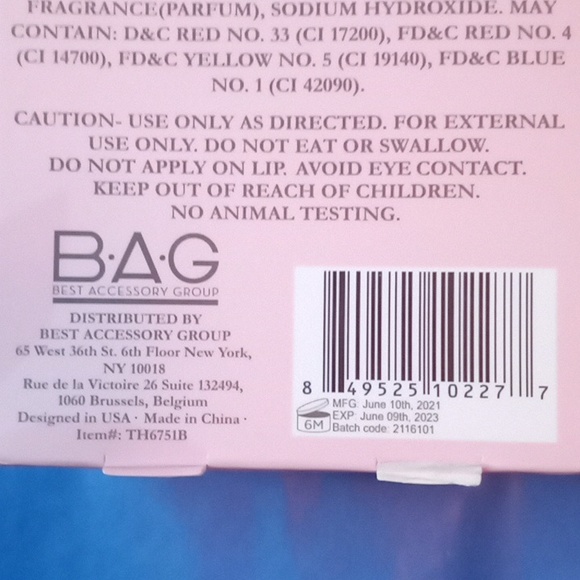 FRAGRANCE(PARFUM), SODIUM HYDROXIDE. MAY
CONTAIN: D&C RED NO. 33 (CI 17200), FD&C RED NO. 4
(CI 14700), FD&C YELLOW NO. 5 (CI 19140), FD&C BLUE
NO. 1 (CI 42090).
CAUTION- USE ONLY AS DIRECTED. FOR EXTERNAL
USE ONLY. DO NOT EAT OR SWALLOW.
DO NOT APPLY ON LIP. AVOID EYE CONTACT.
KEEP OUT OF REACH OF CHILDREN.
NO ANIMAL TESTING.
B·A·G
BEST ACCESSORY GROUP
DISTRIBUTED BY
BEST ACCESSORY GROUP
65 West 36th St. 6th Floor New York,
NY 10018
Rue de la Victoire 26 Suite 132494,
1060 Brussels, Belgium
Designed in USA · Made in China ·
Item#: TH6751B
8 49525 10227 7
MFG: June 10th, 2021
EXP: June 09th, 2023
Batch code: 2116101
6M